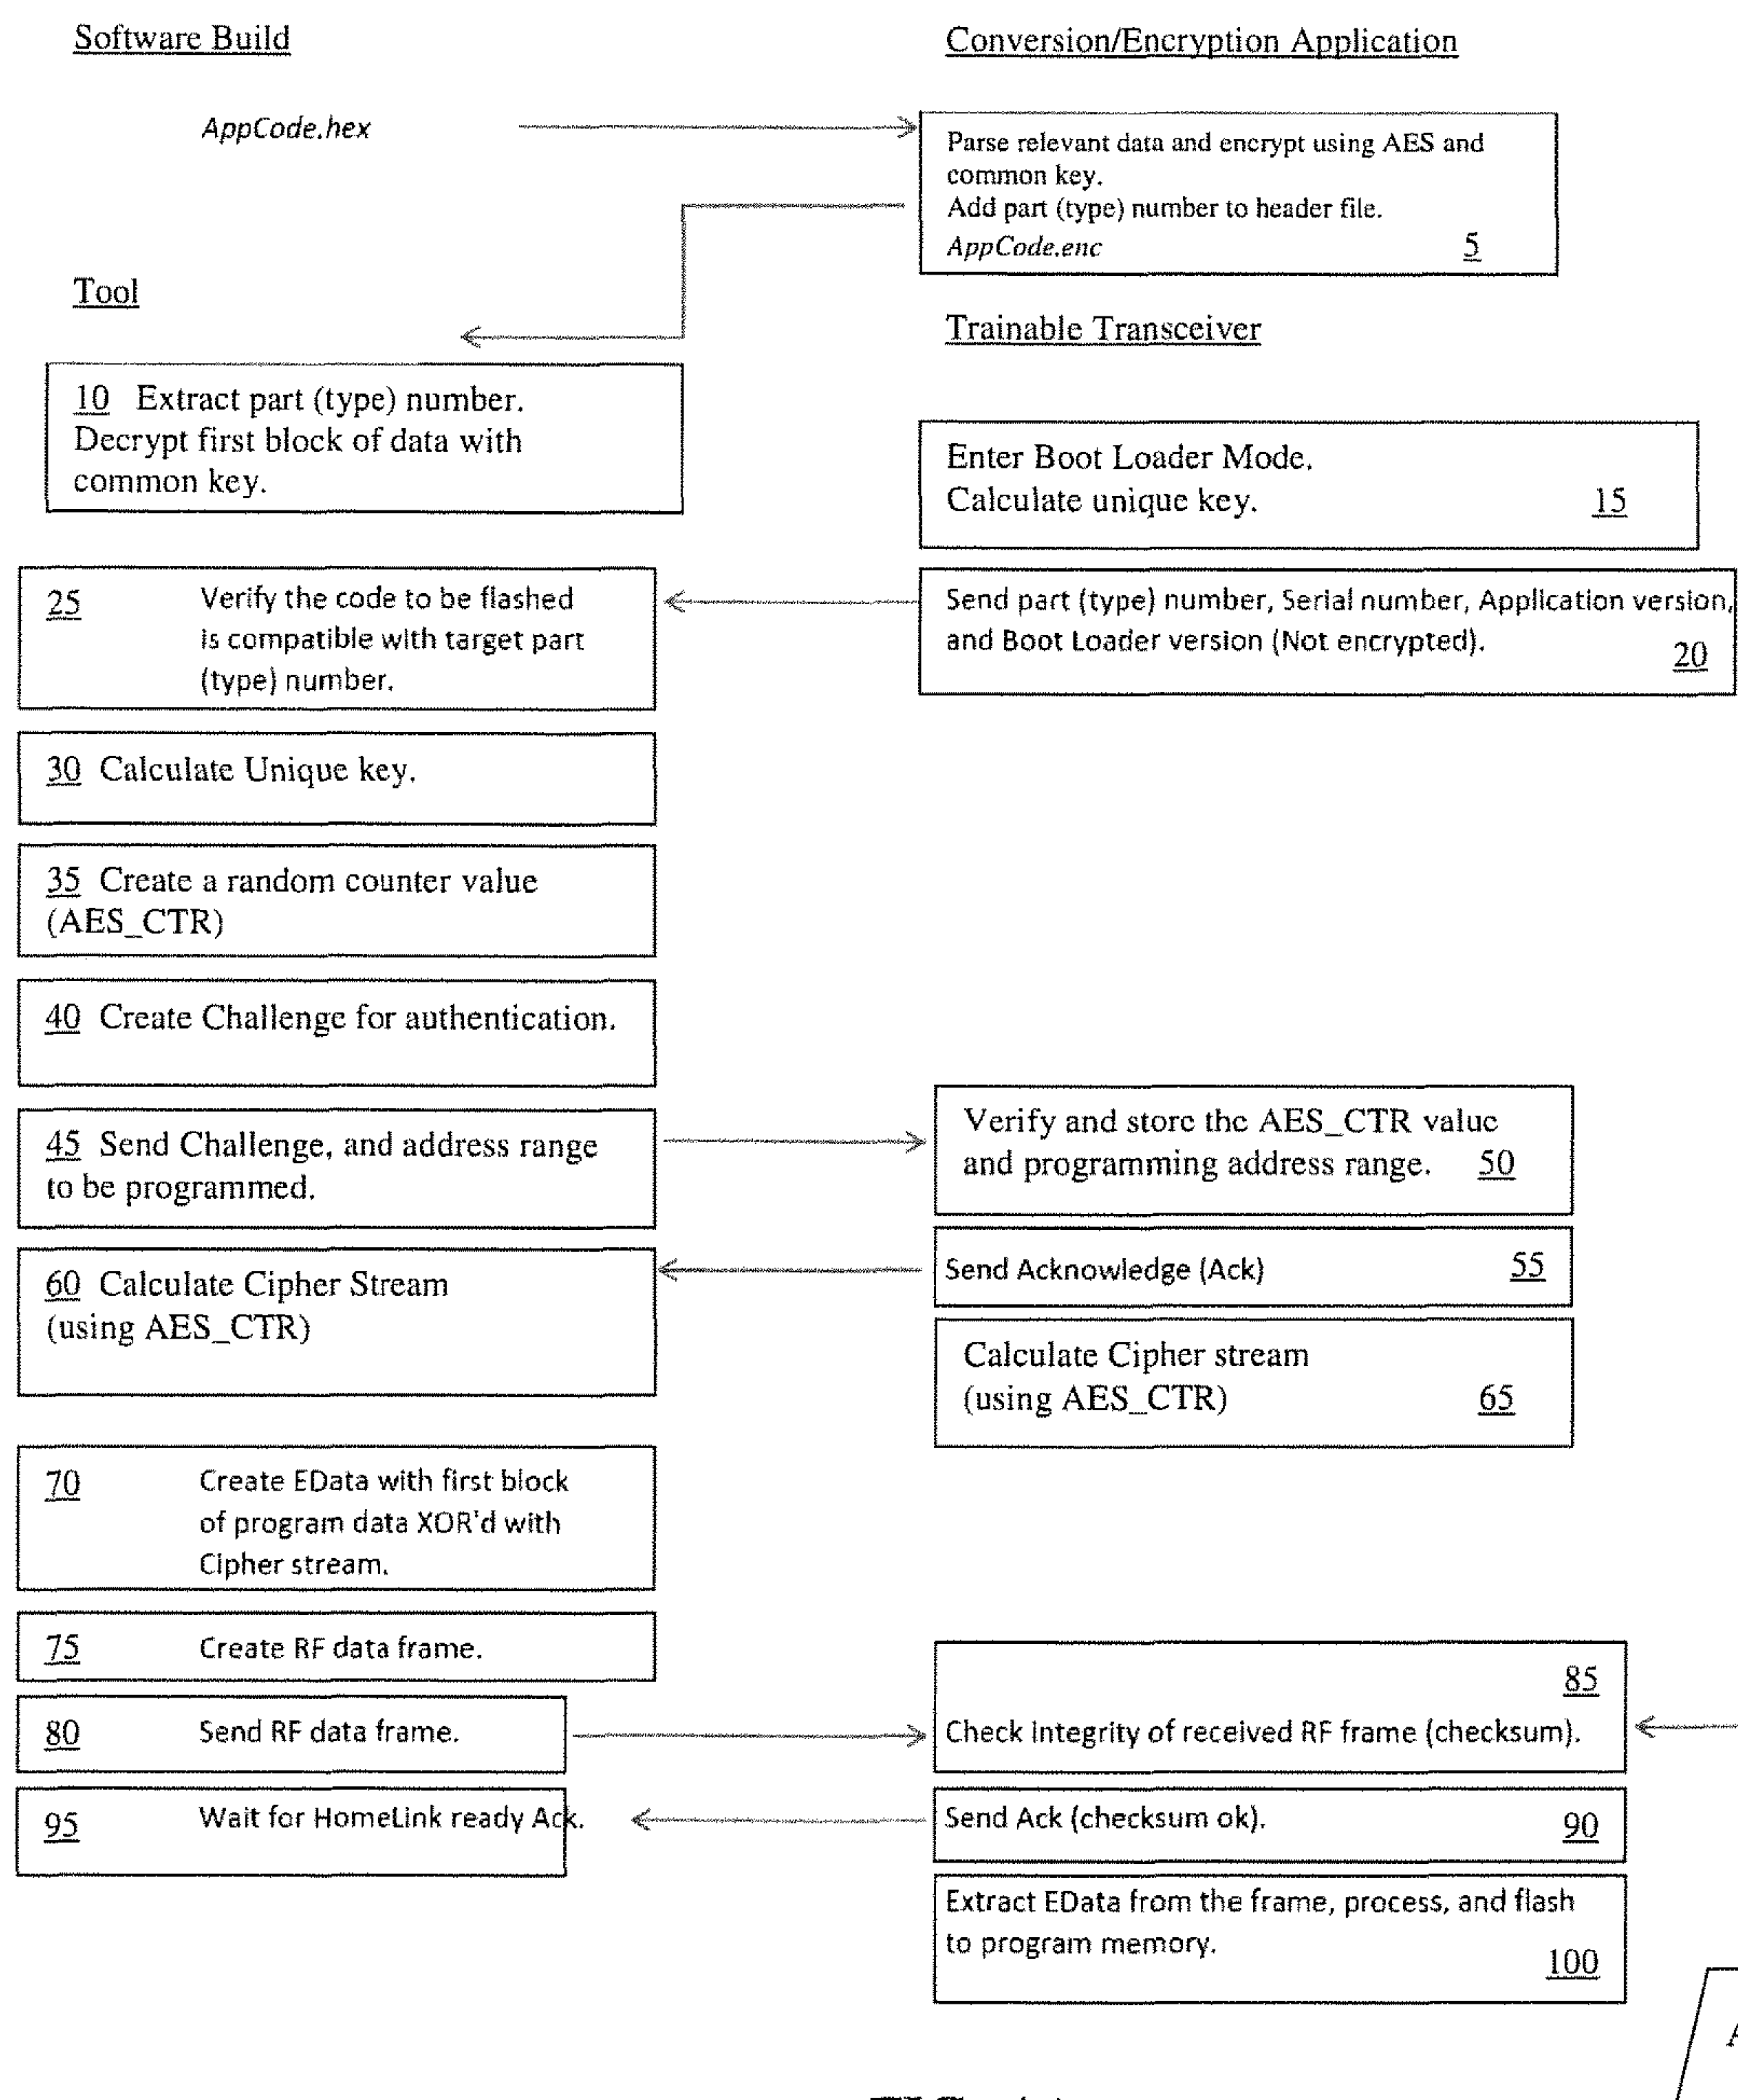 Software Build
Conversion/Encryption Application
AppCode.hex
Parse relevant data and encrypt using AES and
common key.
Add part (type) number to header file.
AppCode.enc 5
Tool
Trainable Transceiver
10 Extract part (type) number.
Decrypt first block of data with
common key.
Enter Boot Loader Mode.
Calculate unique key. 15
25 Verify the code to be flashed
is compatible with target part
(type) number.
Send part (type) number, Serial number, Application version,
and Boot Loader version (Not encrypted). 20
30 Calculate Unique key.
35 Create a random counter value
(AES_CTR)
40 Create Challenge for authentication.
45 Send Challenge, and address range
to be programmed.
Verify and store the AES_CTR value
and programming address range. 50
Send Acknowledge (Ack) 55
60 Calculate Cipher Stream
(using AES_CTR)
Calculate Cipher stream
(using AES_CTR) 65
70 Create EData with first block
of program data XOR'd with
Cipher stream.
75 Create RF data frame.
80 Send RF data frame.
85
Check integrity of received RF frame (checksum).
95 Wait for HomeLink ready Ack.
Send Ack (checksum ok). 90
Extract EData from the frame, process, and flash
to program memory.
100